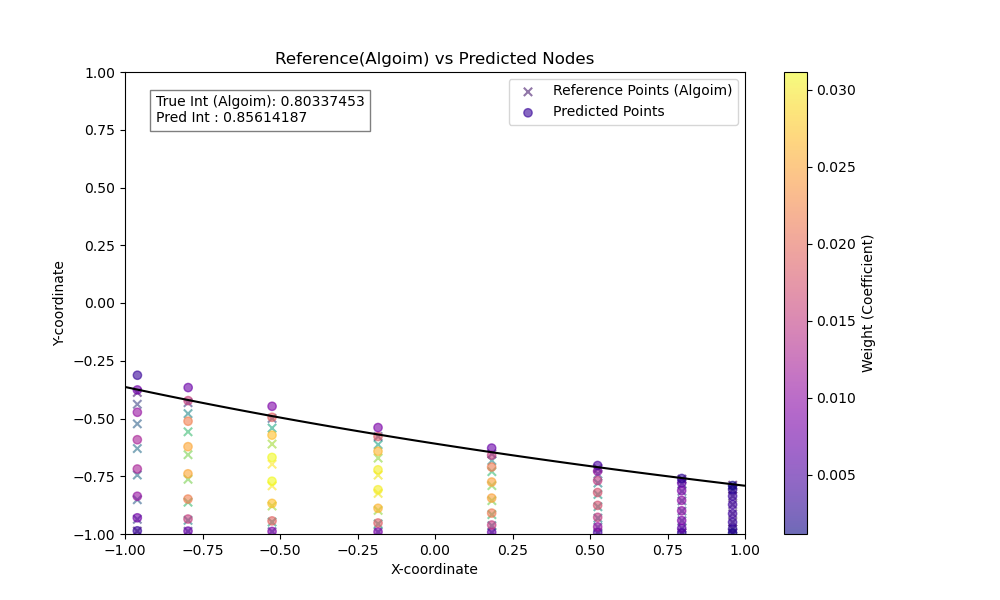 Reference(Algoim) vs Predicted Nodes
True Int (Algoim): 0.80337453
Pred Int : 0.85614187
Reference Points (Algoim)
Predicted Points
1.00
0.75
0.50
0.25
0.00
−0.25
−0.50
−0.75
−1.00
Y-coordinate
−1.00 −0.75 −0.50 −0.25 0.00 0.25 0.50 0.75 1.00
X-coordinate
0.030
0.025
0.020
0.015
0.010
0.005
Weight (Coefficient)